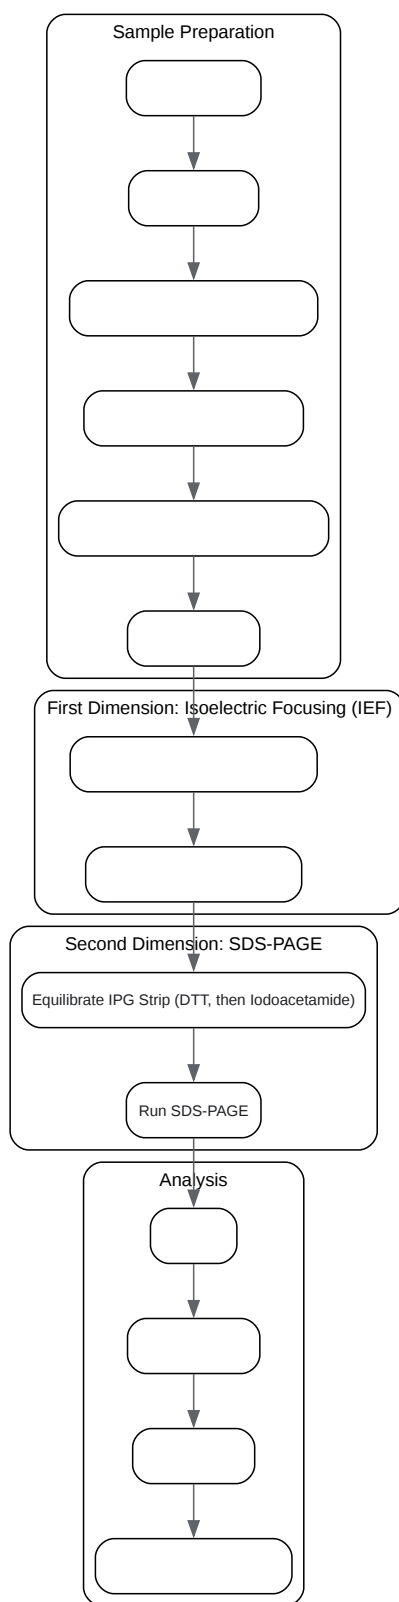 Sample Preparation
First Dimension: Isoelectric Focusing (IEF)
Second Dimension: SDS-PAGE
Equilibrate IPG Strip (DTT, then Iodoacetamide)
Run SDS-PAGE
Analysis